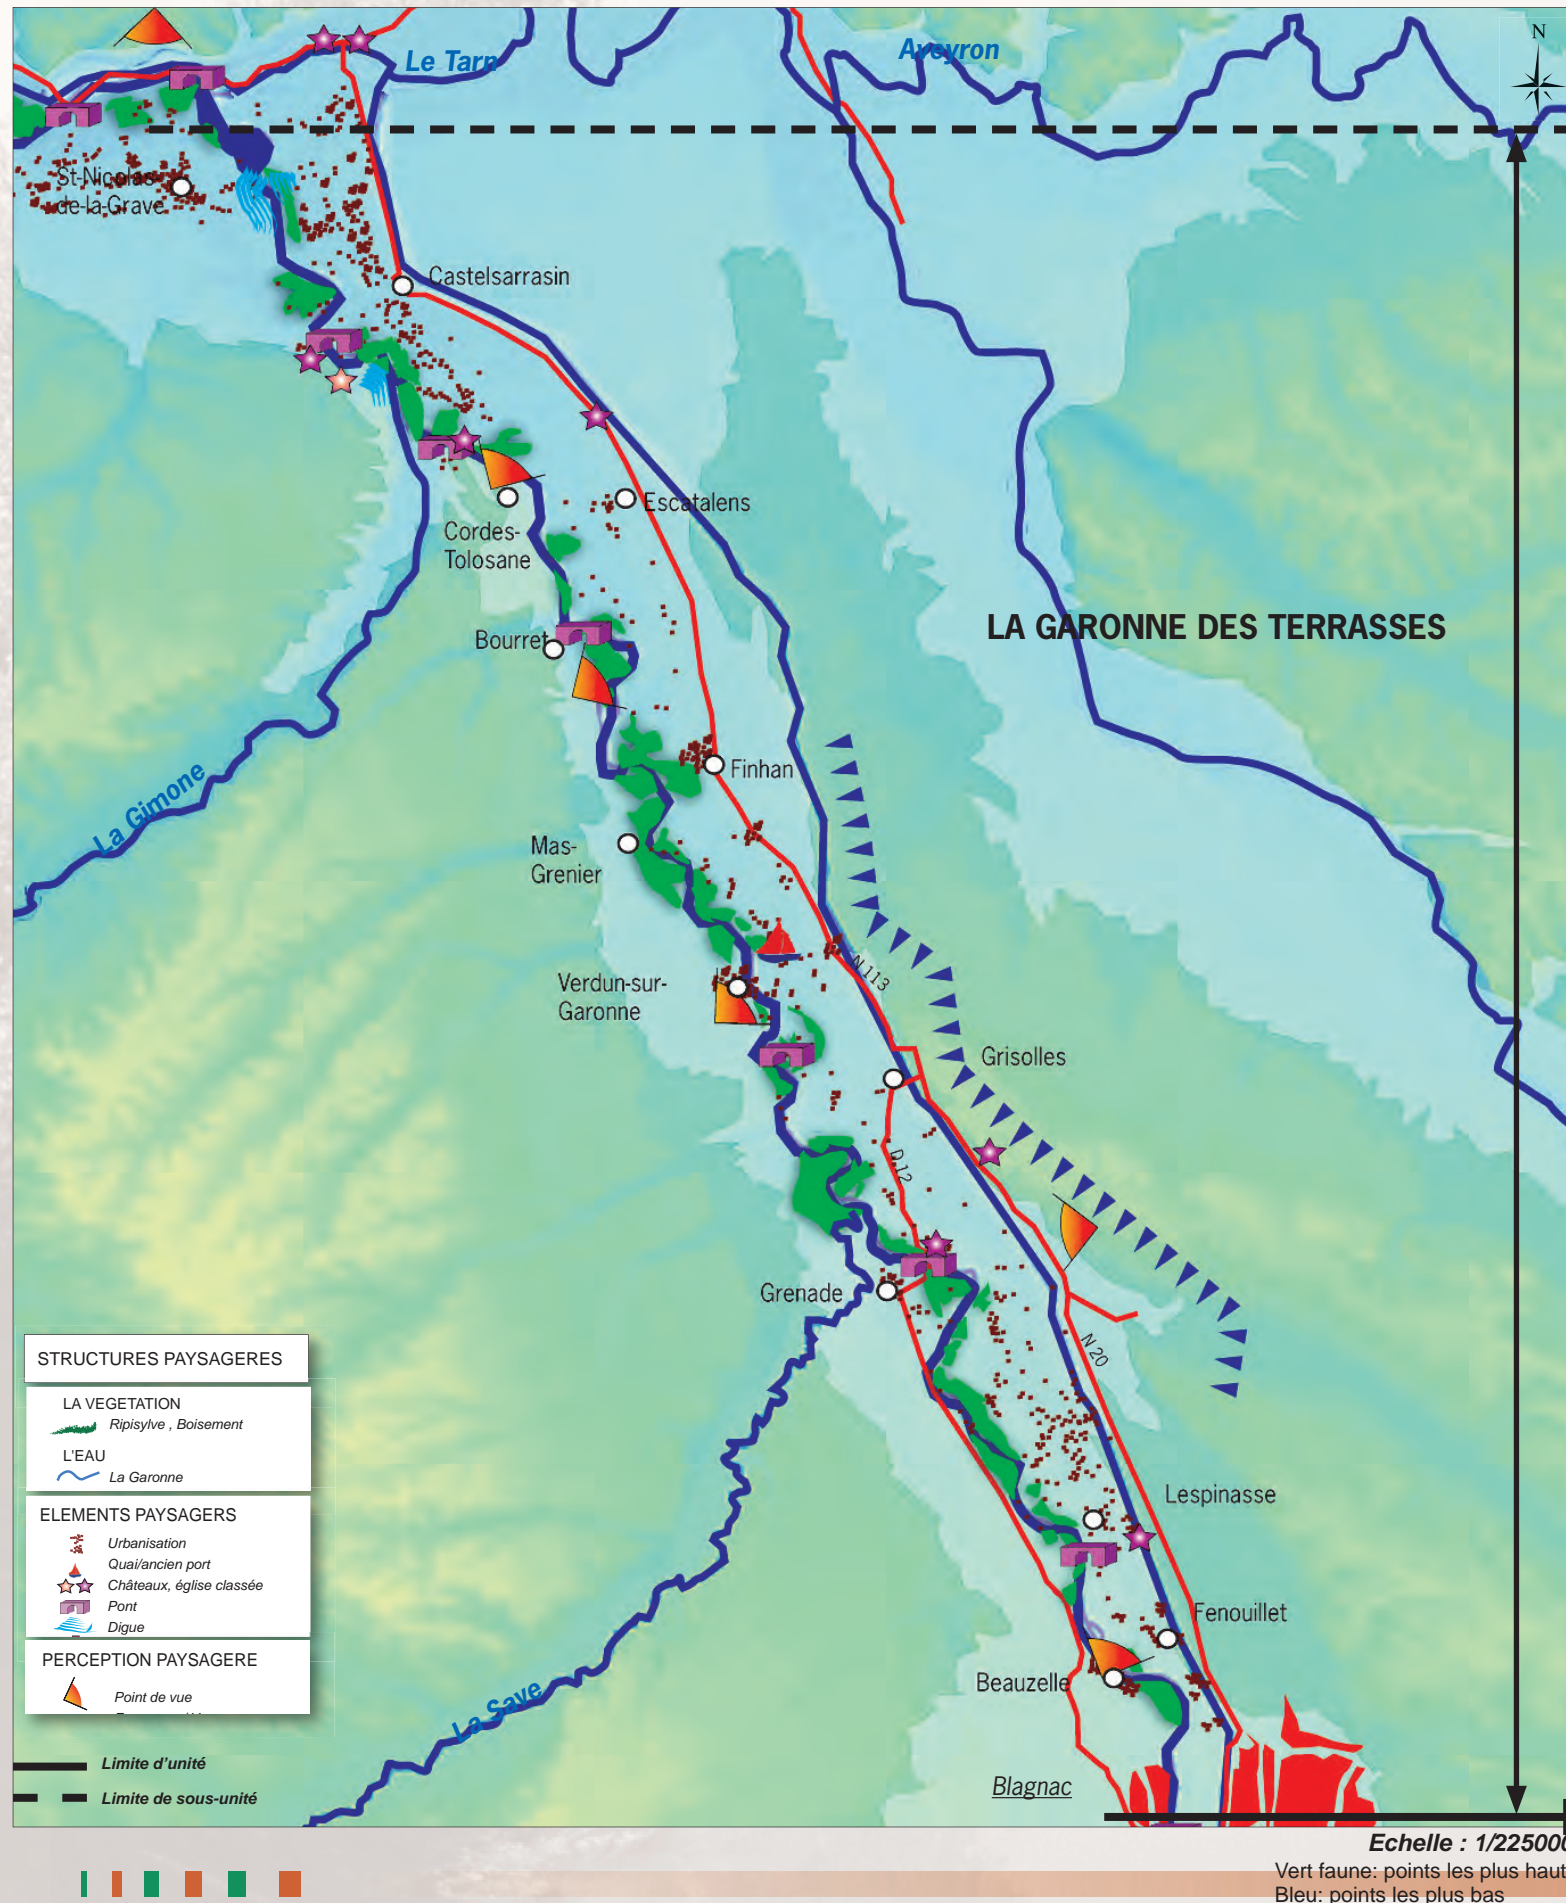 N
Le Tarn
Aveyron
St-Nicolas-
de-la-Grave
Castelsarrasin
Escatalens
Cordes-
Tolosane
LA GARONNE DES TERRASSES
Bourret
Finhan
La Gimone
Mas-
Grenier
N 113
Verdun-sur-
Garonne
Grisolles
D 12
Grenade
N 20
Lespinasse
Fenouillet
Beauzelle
La Save
Blagnac
STRUCTURES PAYSAGERES
LA VEGETATION
Ripisylve , Boisement
L'EAU
La Garonne
ELEMENTS PAYSAGERS
Urbanisation
Quai/ancien port
Châteaux, église classée
Pont
Digue
PERCEPTION PAYSAGERE
Point de vue
Limite d'unité
Limite de sous-unité
Echelle : 1/225000
Vert faune: points les plus haut
Bleu: points les plus bas